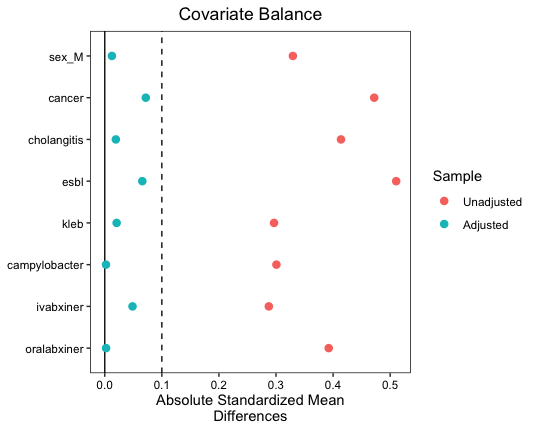 Covariate Balance
sex_M
cancer
cholangitis
esbl
kleb
campylobacter
ivabxiner
oralabxiner
0.0 0.1 0.2 0.3 0.4 0.5
Absolute Standardized Mean
Differences
Sample
Unadjusted
Adjusted